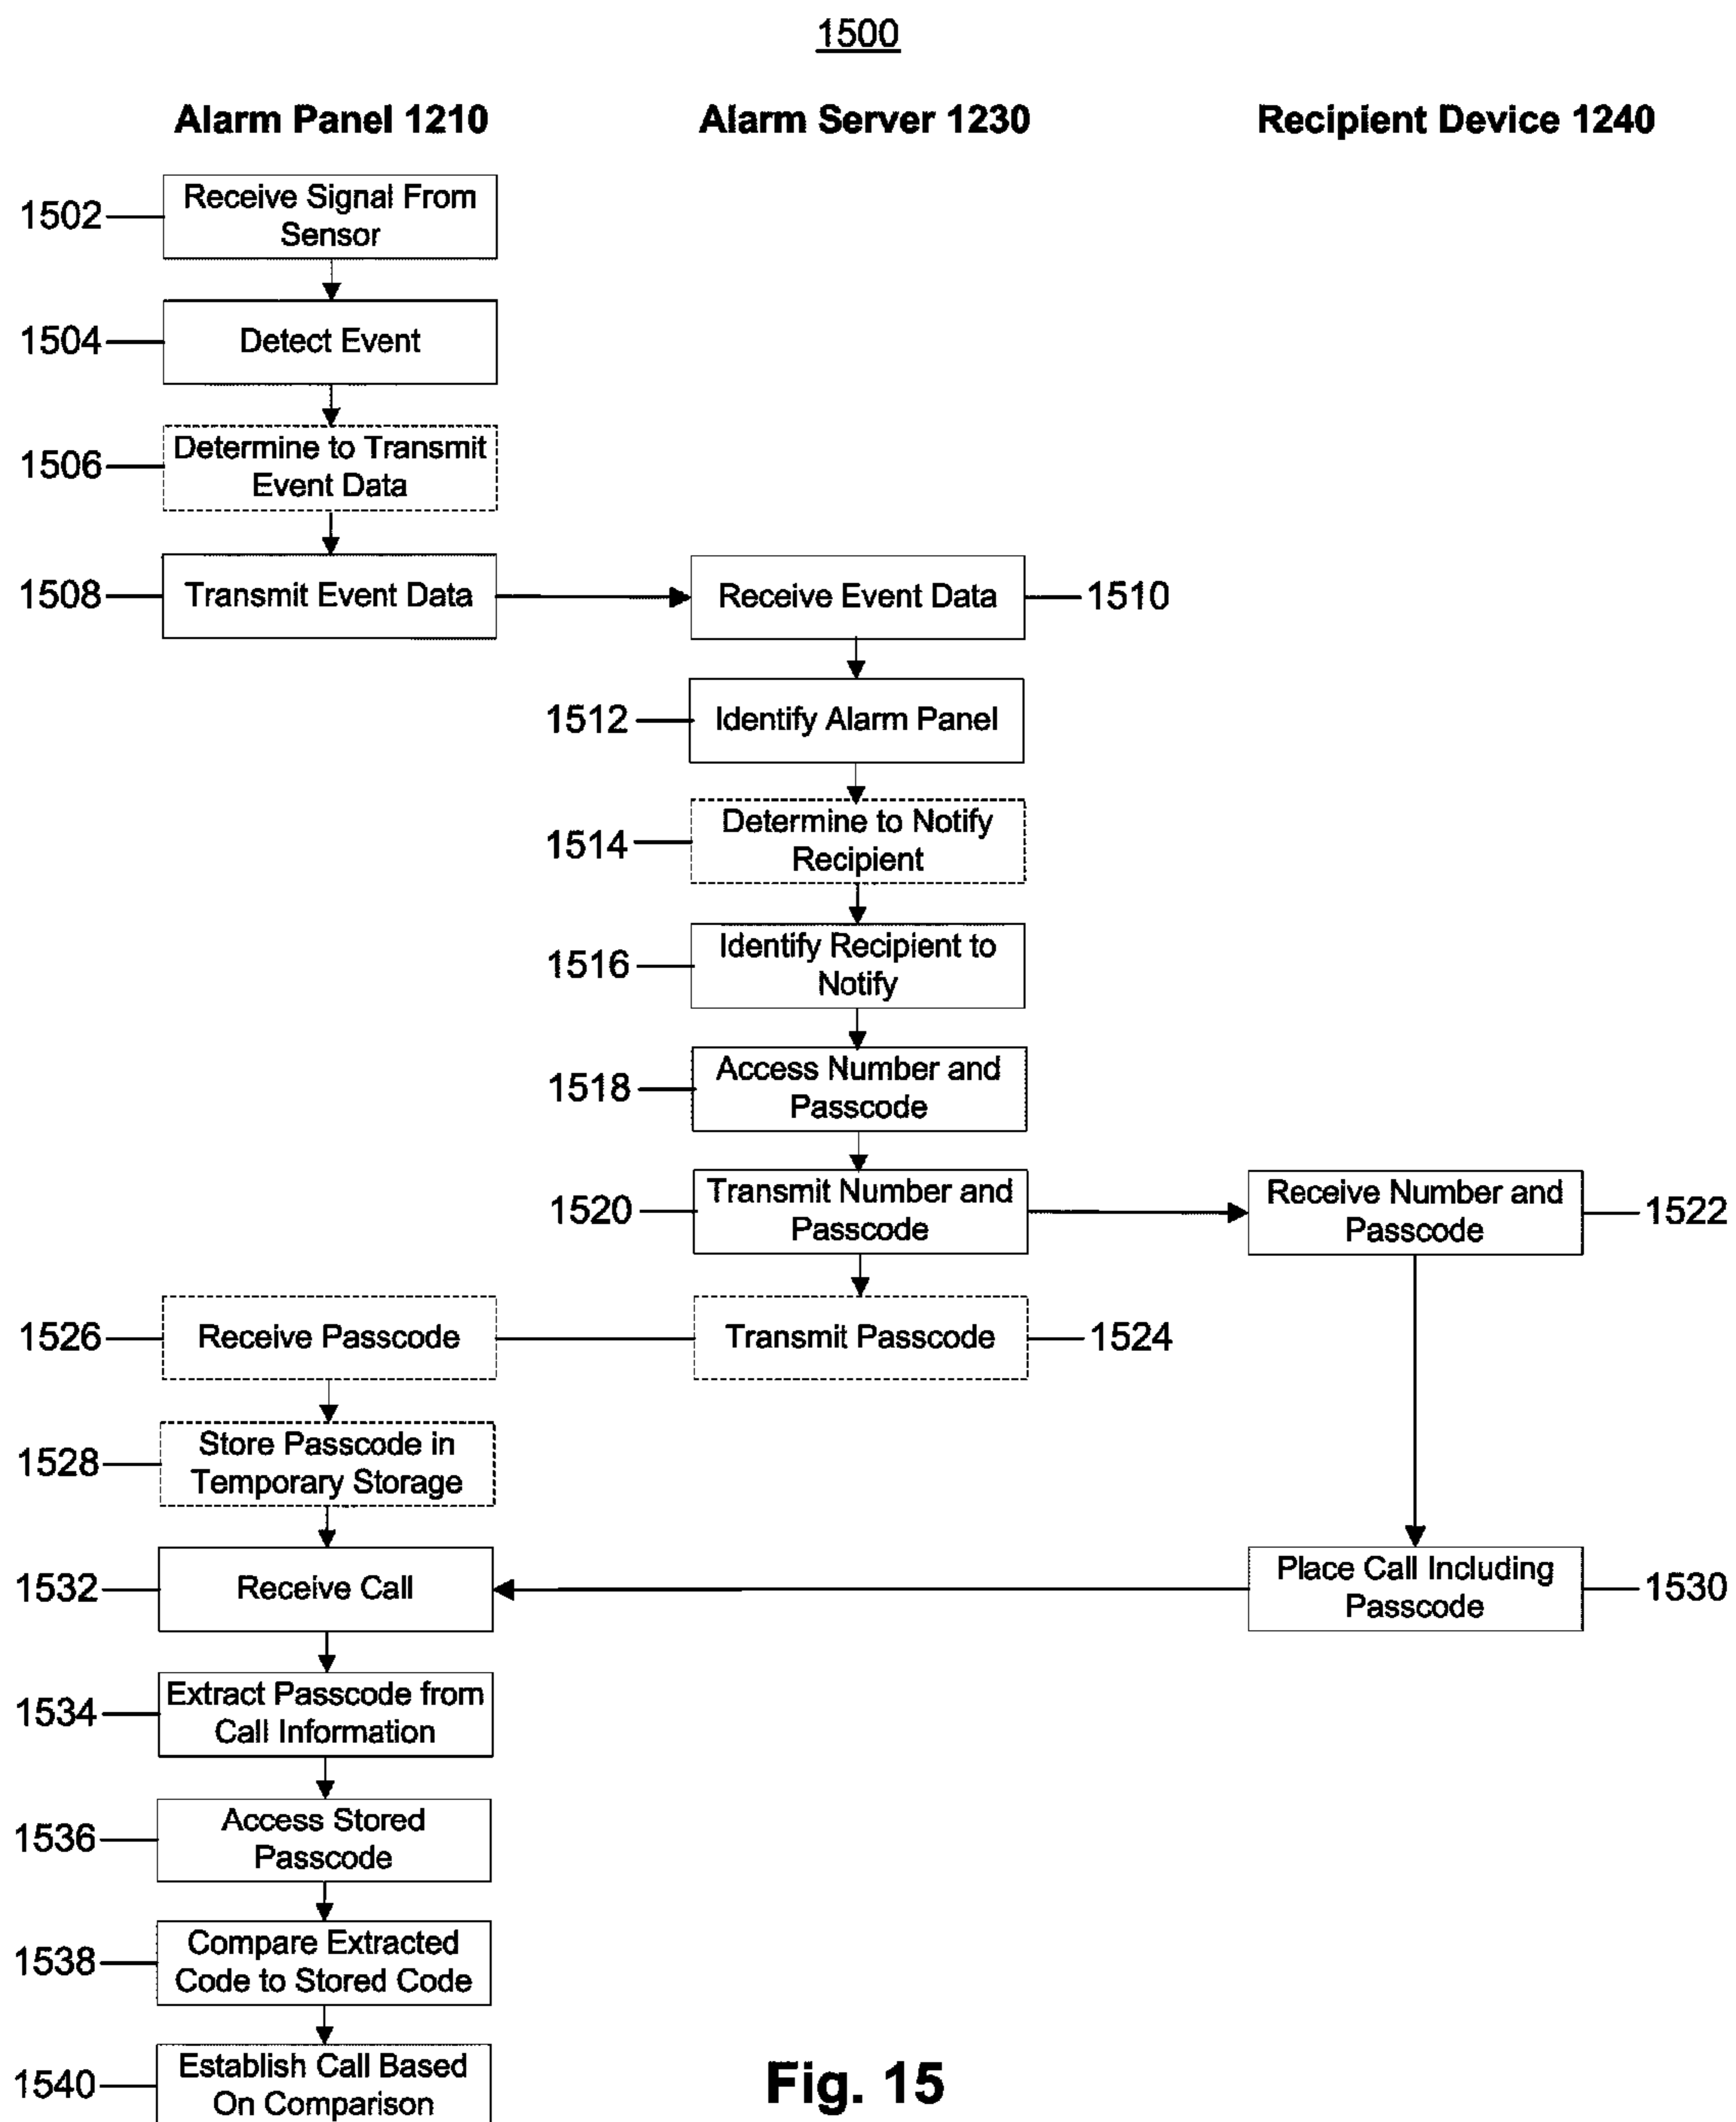 1500
Alarm Panel 1210
Alarm Server 1230
Recipient Device 1240
1502
Receive Signal From
Sensor
1504
Detect Event
1506
Determine to Transmit
Event Data
1508
Transmit Event Data
Receive Event Data
1510
1512
Identify Alarm Panel
1514
Determine to Notify
Recipient
1516
Identify Recipient to
Notify
1518
Access Number and
Passcode
1520
Transmit Number and
Passcode
Receive Number and
Passcode
1522
1526
Receive Passcode
Transmit Passcode
1524
1528
Store Passcode in
Temporary Storage
1532
Receive Call
Place Call Including
Passcode
1530
1534
Extract Passcode from
Call Information
1536
Access Stored
Passcode
1538
Compare Extracted
Code to Stored Code
1540
Establish Call Based
On Comparison
Fig. 15